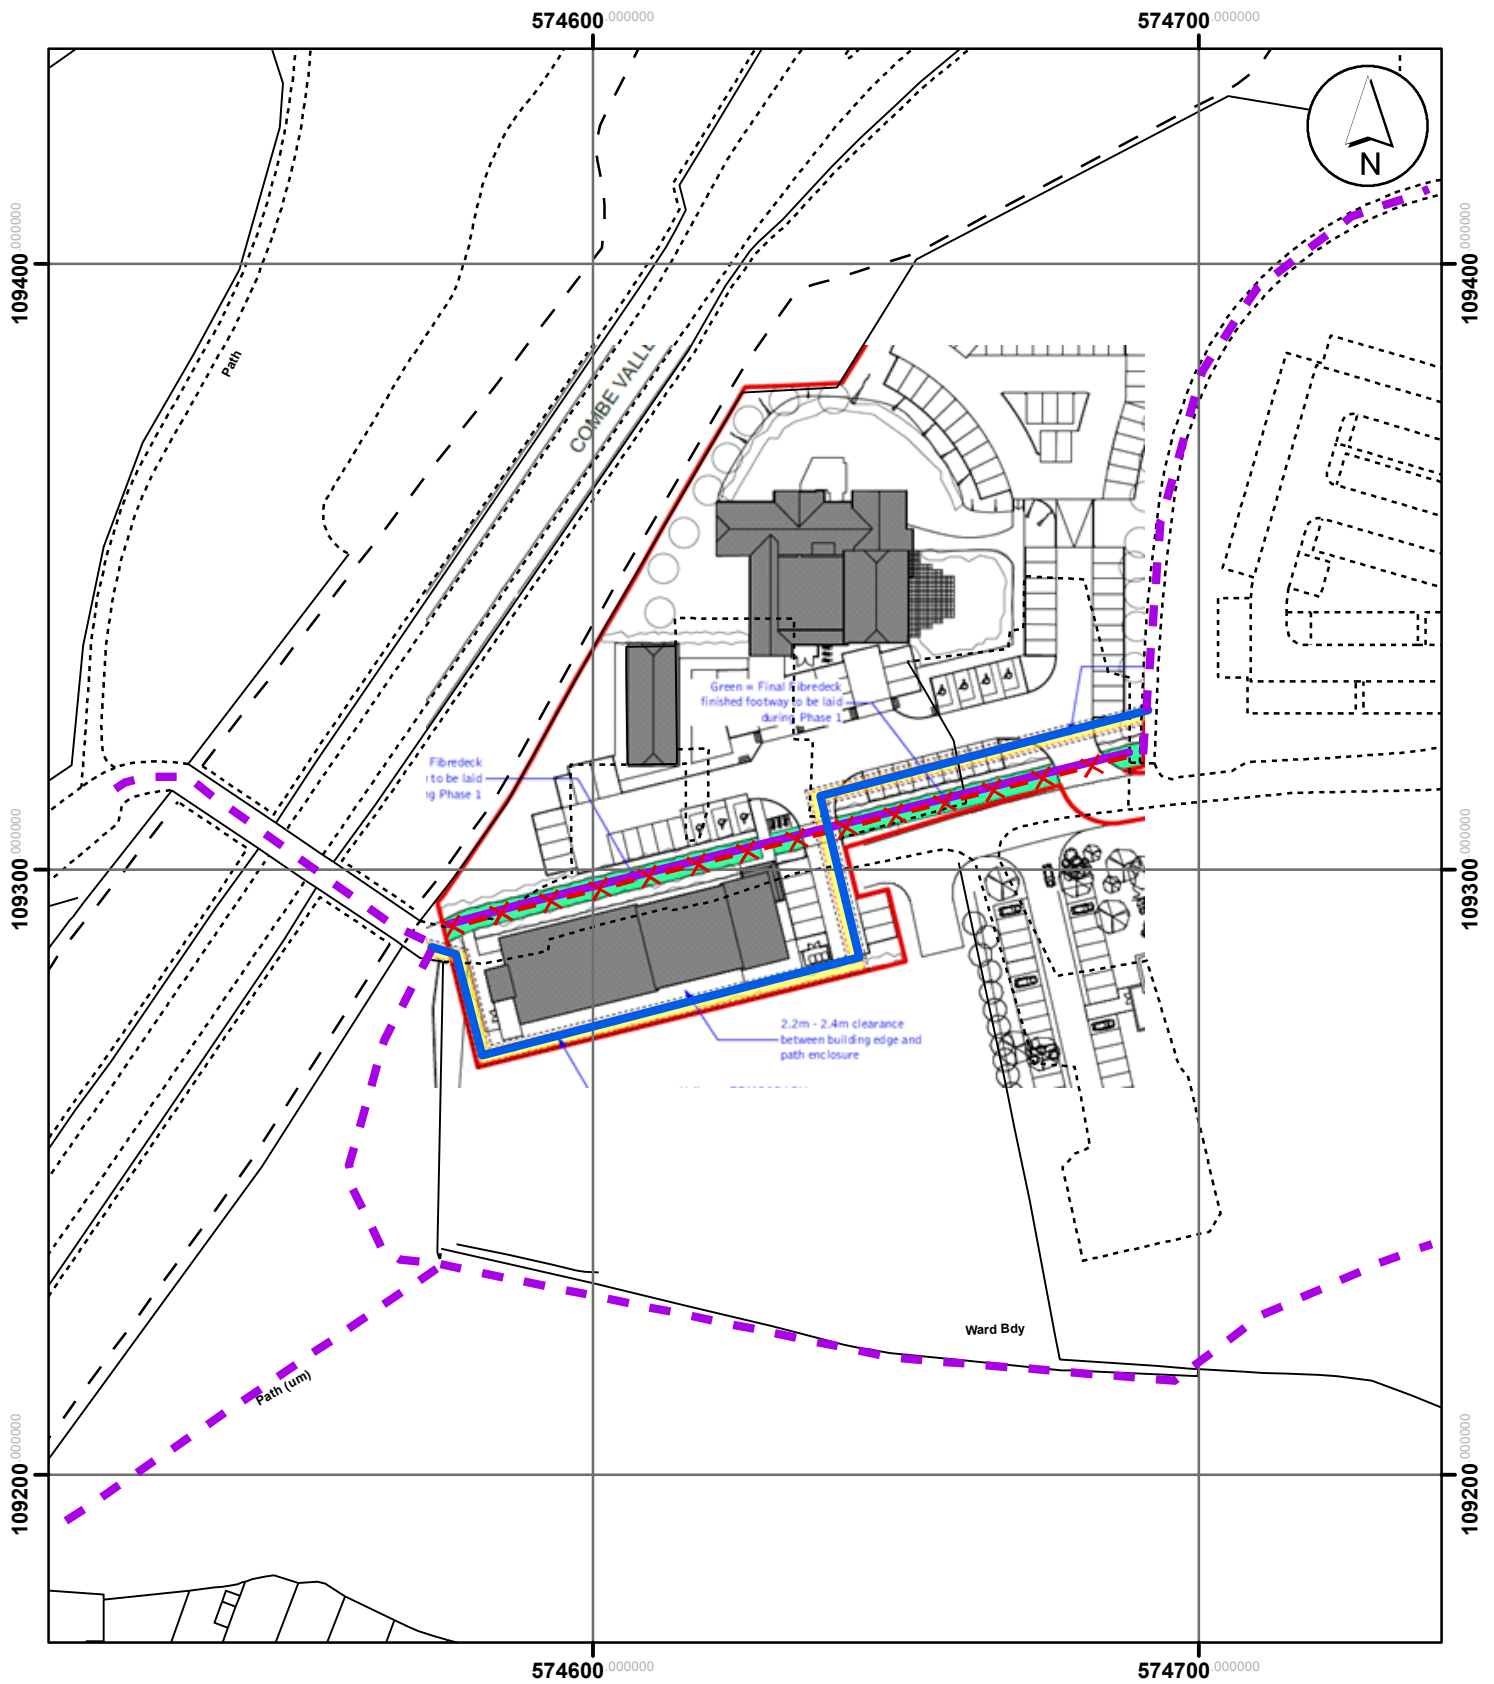 574600.000000
574700.000000
N
109400.000000
109400.000000
Path
COMBE VALLE
Green = Final Fibredeck
finished footway to be laid
during Phase 1
Fibredeck
to be laid
ng Phase 1
109300.000000
109300.000000
2.2m - 2.4m clearance
between building edge and
path enclosure
Ward Bdy
Path (um)
109200.000000
109200.000000
574600.000000
574700.000000